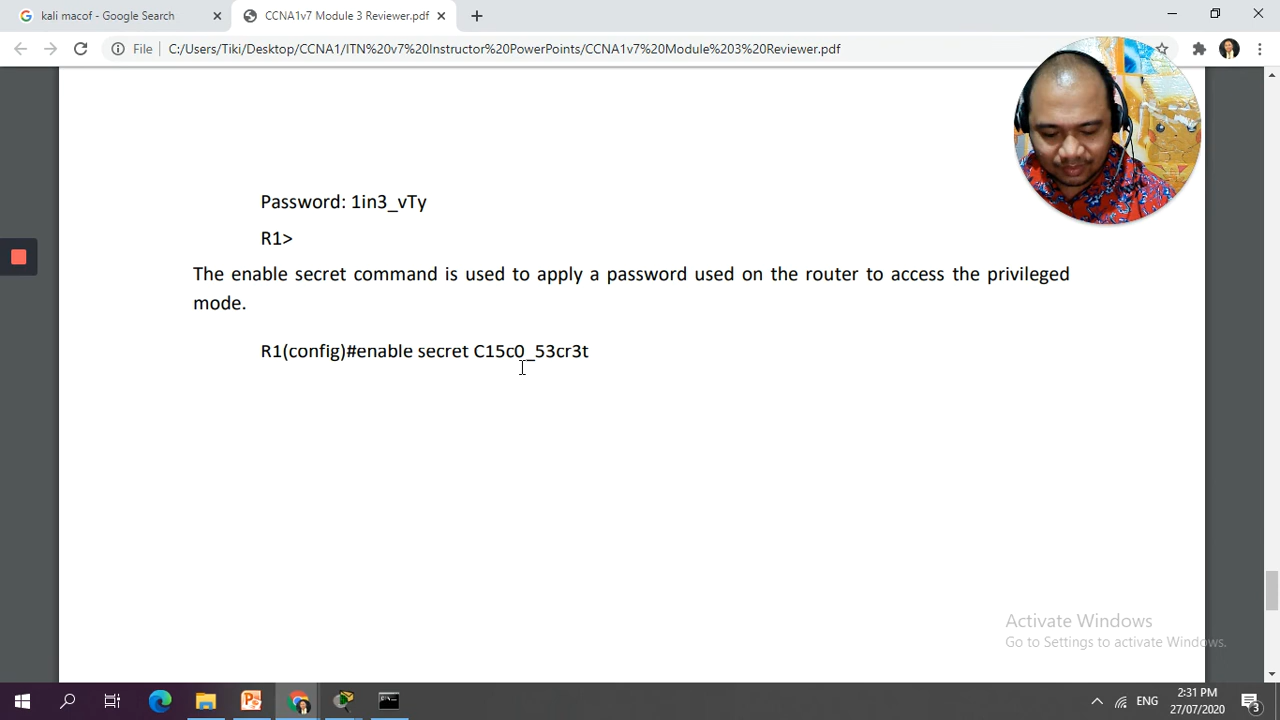 kali macof - Google Search
CCNA1v7 Module 3 Reviewer.pdf
File
C:/Users/Tiki/Desktop/CCNA1/ITN%20v7%20Instructor%20PowerPoints/CCNA1v7%20Module%203%20Reviewer.pdf
Password: 1in3_vTy
R1>
The enable secret command is used to apply a password used on the router to access the privileged
mode.
R1(config)#enable secret C15c0_53cr3t
Activate Windows
Go to Settings to activate Windows.
ENG
2:31 PM
27/07/2020
3